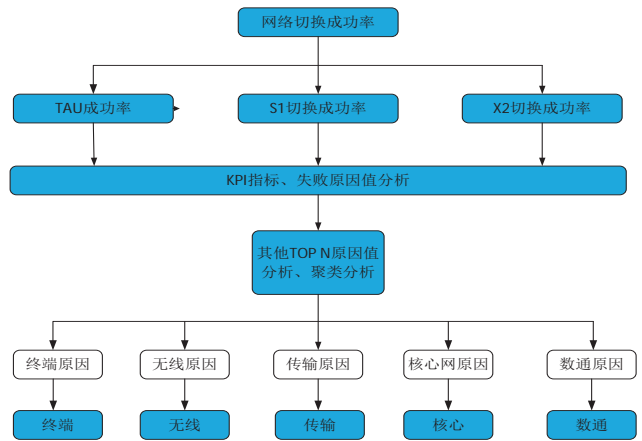 网络切换成功率
TAU成功率
S1切换成功率
X2切换成功率
KPI指标、失败原因值分析
其他TOP N原因值
分析、聚类分析
终端原因
无线原因
传输原因
核心网原因
数通原因
终端
无线
传输
核心
数通